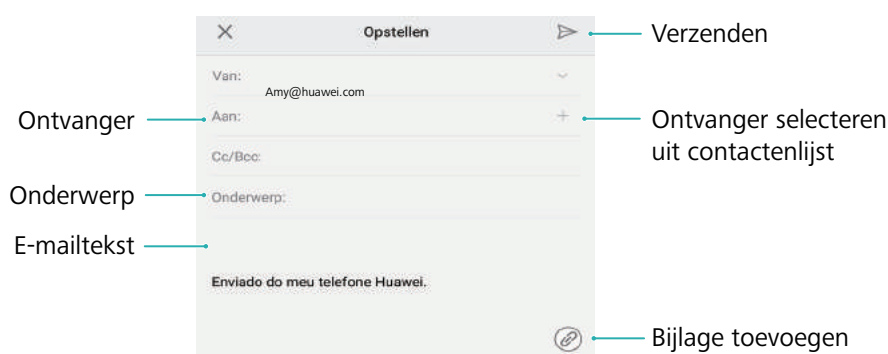 Opstellen
Verzenden
Van:
Amy@huawei.com
Ontvanger
Aan:
Ontvanger selecteren
uit contactenlijst
Cc/Bcc:
Onderwerp
Onderwerp:
E-mailtekst
Enviado do meu telefone Huawei.
Bijlage toevoegen